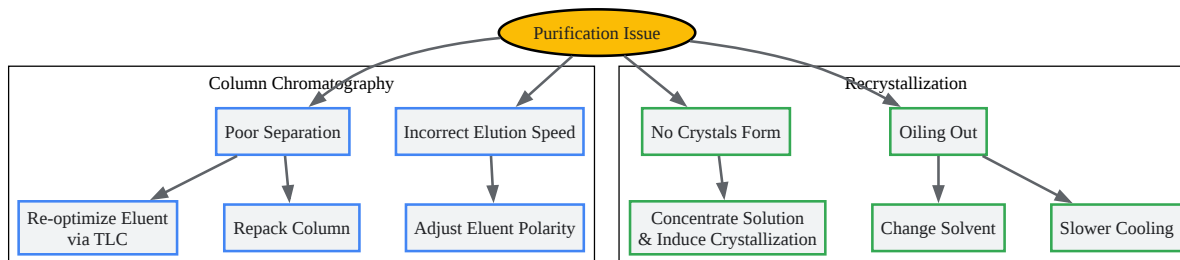 Purification Issue
Column Chromatography
Recrystallization
Poor Separation
Incorrect Elution Speed
No Crystals Form
Oiling Out
Re-optimize Eluent
via TLC
Repack Column
Adjust Eluent Polarity
Concentrate Solution
& Induce Crystallization
Change Solvent
Slower Cooling